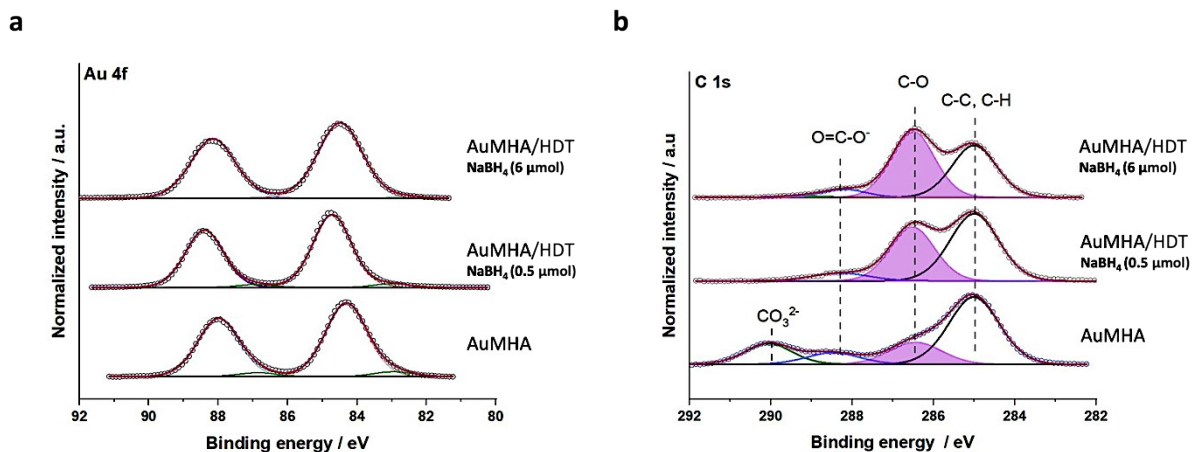 a
Au 4f
Normalized intensity / a.u.
AuMHA/HDT
NaBH₄ (6 μmol)
AuMHA/HDT
NaBH₄ (0.5 μmol)
AuMHA
92 90 88 86 84 82 80
Binding energy / eV
b
C 1s
Normalized intensity / a.u
C-O
C-C, C-H
O=C-O⁻
CO₃²⁻
AuMHA/HDT
NaBH₄ (6 μmol)
AuMHA/HDT
NaBH₄ (0.5 μmol)
AuMHA
292 290 288 286 284 282
Binding energy / eV